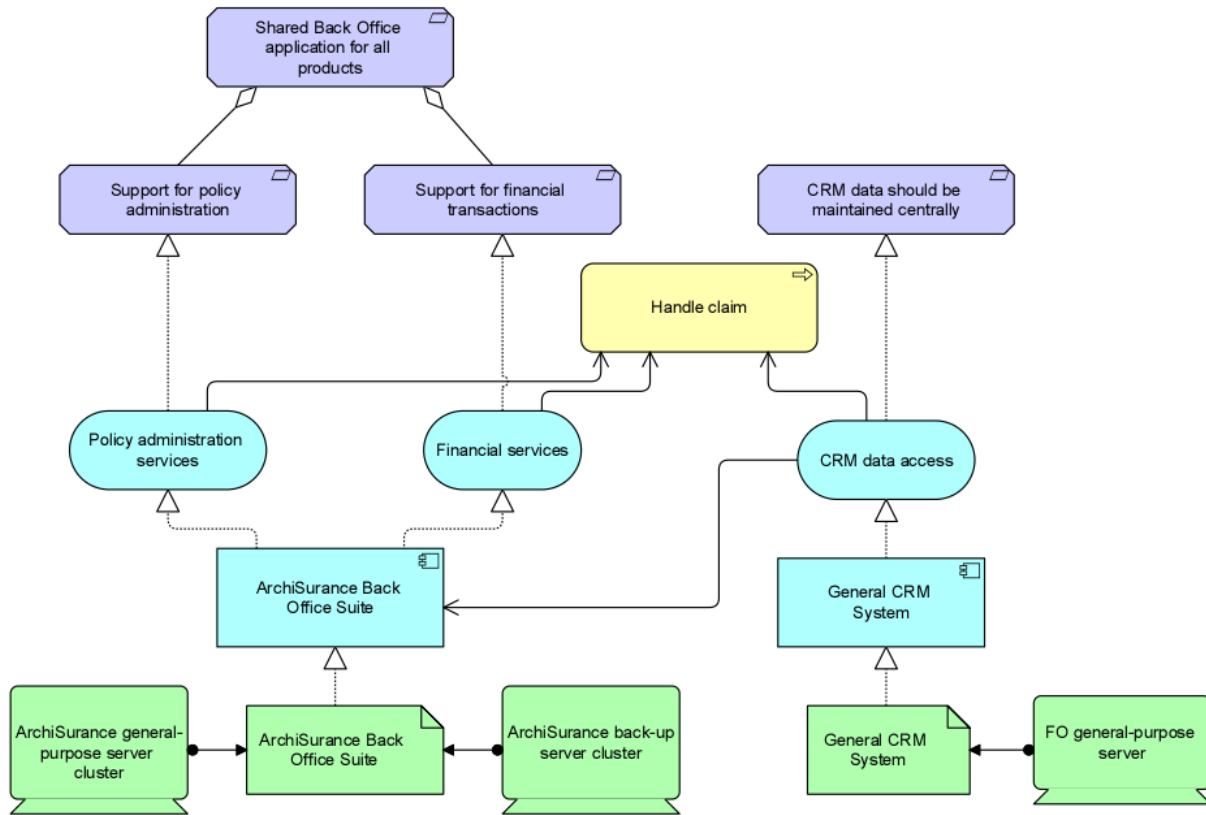 Shared Back Office
application for all
products
Support for policy
administration
Support for financial
transactions
CRM data should be
maintained centrally
Handle claim
Policy administration
services
Financial services
CRM data access
ArchiSurance Back
Office Suite
General CRM
System
ArchiSurance general-
purpose server
cluster
ArchiSurance Back
Office Suite
ArchiSurance back-up
server cluster
General CRM
System
FO general-purpose
server